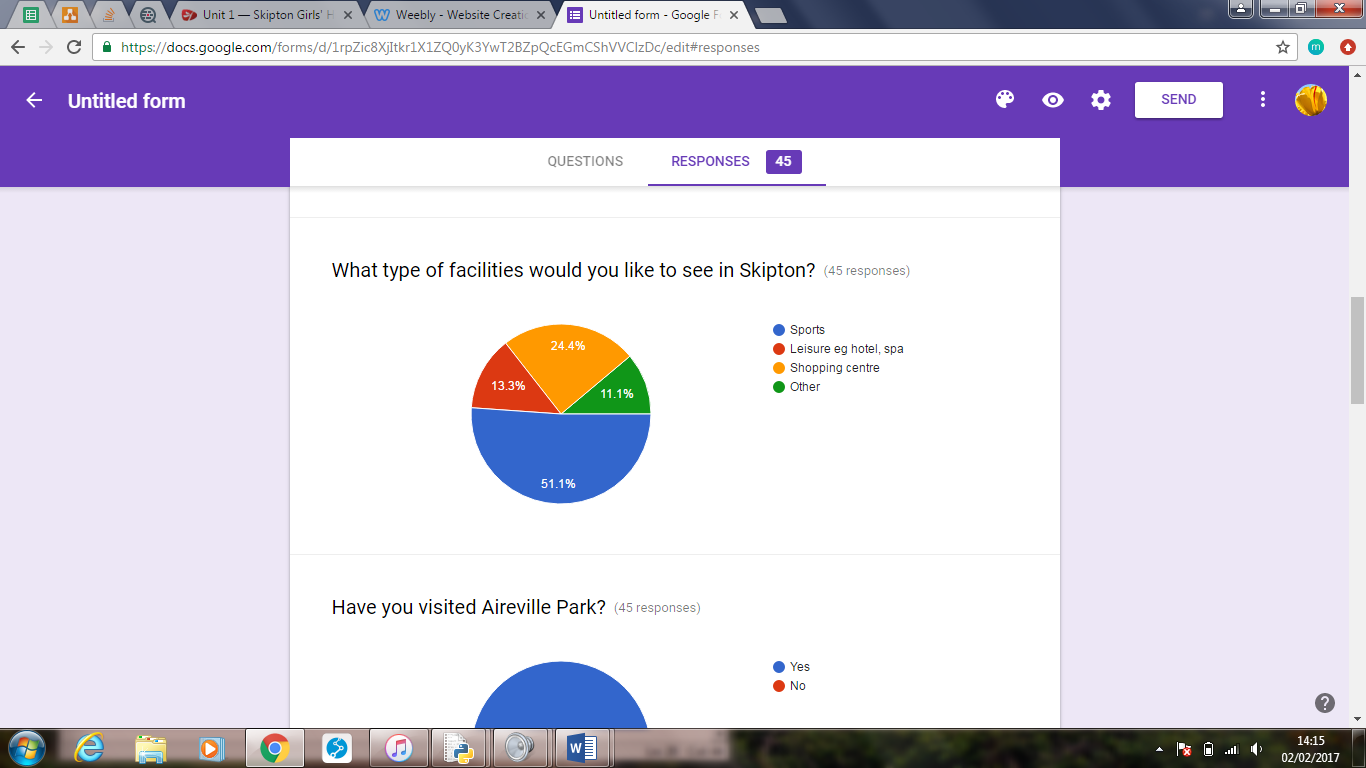 Unit 1 — Skipton Girls' H
Weebly - Website Creatio
Untitled form - Google F
https://docs.google.com/forms/d/1rpZic8XjItkr1X1ZQ0yK3YwT2BZpQcEGmCShVVClzDc/edit#responses
m
Untitled form
SEND
QUESTIONS
RESPONSES 45
What type of facilities would you like to see in Skipton? (45 responses)
24.4%
13.3%
11.1%
51.1%
Sports
Leisure eg hotel, spa
Shopping centre
Other
Have you visited Aireville Park? (45 responses)
Yes
No
14:15
02/02/2017